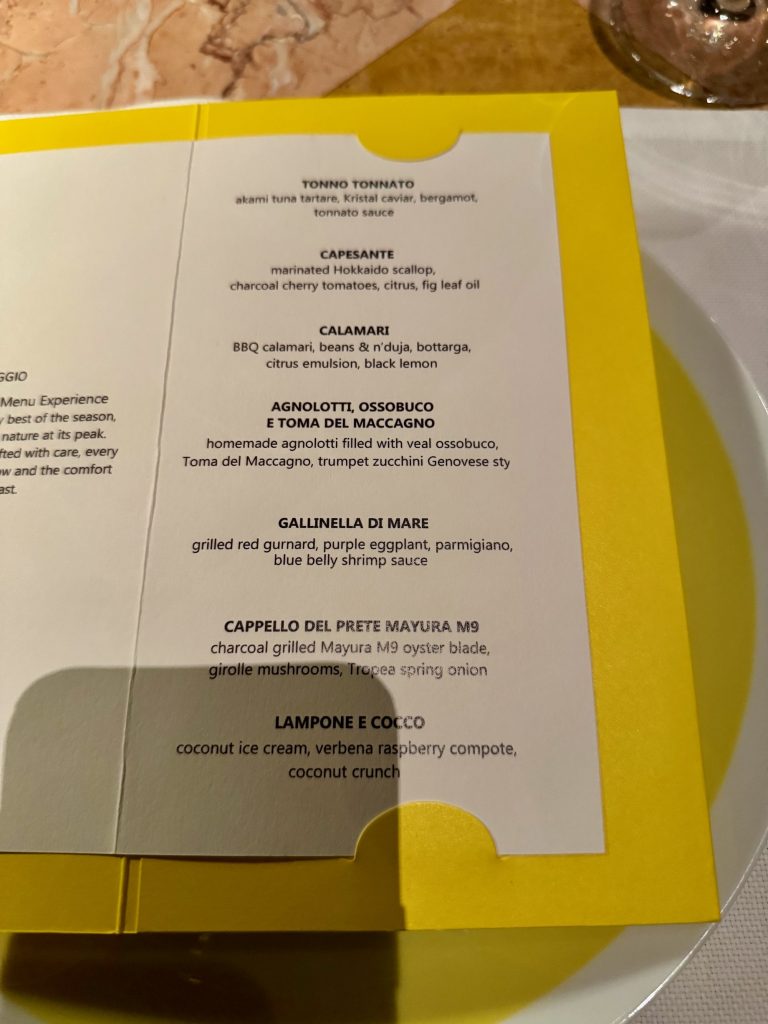 GGIO
Menu Experience
best of the season,
nature at its peak.
fted with care, every
w and the comfort
ast.
TONNO TONNATO
akami tuna tartare, Kristal caviar, bergamot,
tonnato sauce
CAPESANTE
marinated Hokkaido scallop,
charcoal cherry tomatoes, citrus, fig leaf oil
CALAMARI
BBQ calamari, beans & n'duja, bottarga,
citrus emulsion, black lemon
AGNOLOTTI, OSSOBUCO
E TOMA DEL MACCAGNO
homemade agnolotti filled with veal ossobuco,
Toma del Maccagno, trumpet zucchini Genovese sty
GALLINELLA DI MARE
grilled red gurnard, purple eggplant, parmigiano,
blue belly shrimp sauce
CAPPELLO DEL PRETE MAYURA M9
charcoal grilled Mayura M9 oyster blade,
girolle mushrooms, Tropea spring onion
LAMPONE E COCCO
coconut ice cream, verbena raspberry compote,
coconut crunch